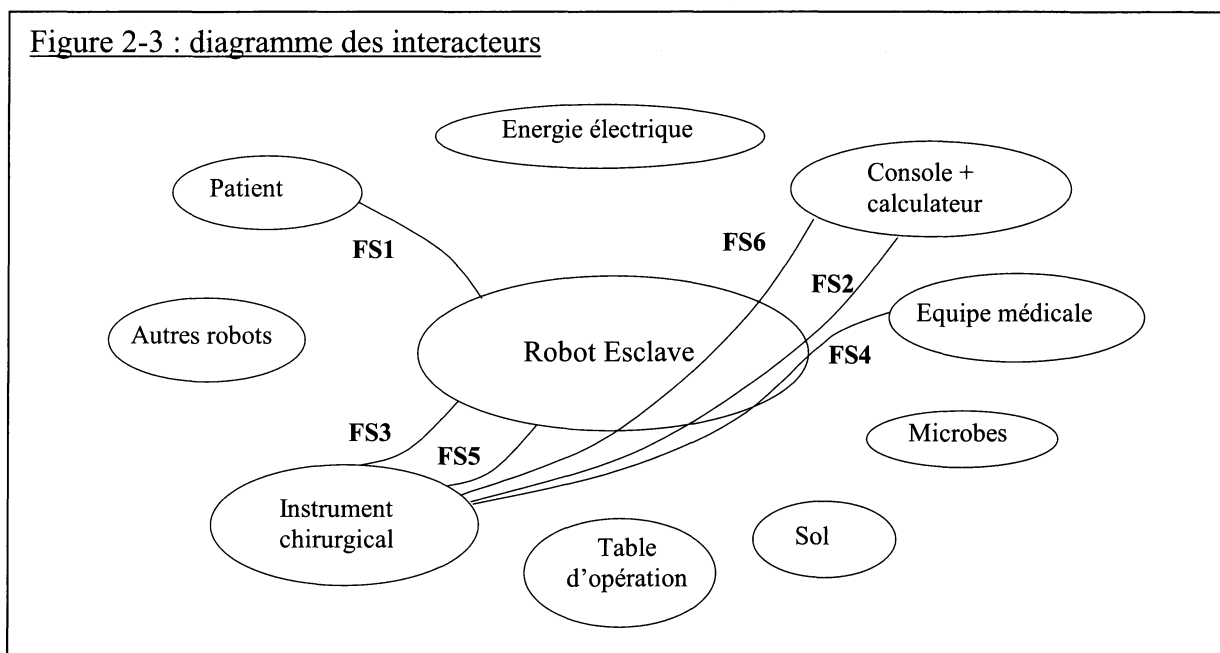 Figure 2-3 : diagramme des interacteurs
Energie électrique
Patient
Console +
calculateur
FS1
FS6
FS2
Equipe médicale
Autres robots
Robot Esclave
FS4
FS3
Microbes
FS5
Instrument
chirurgical
Sol
Table
d’opération